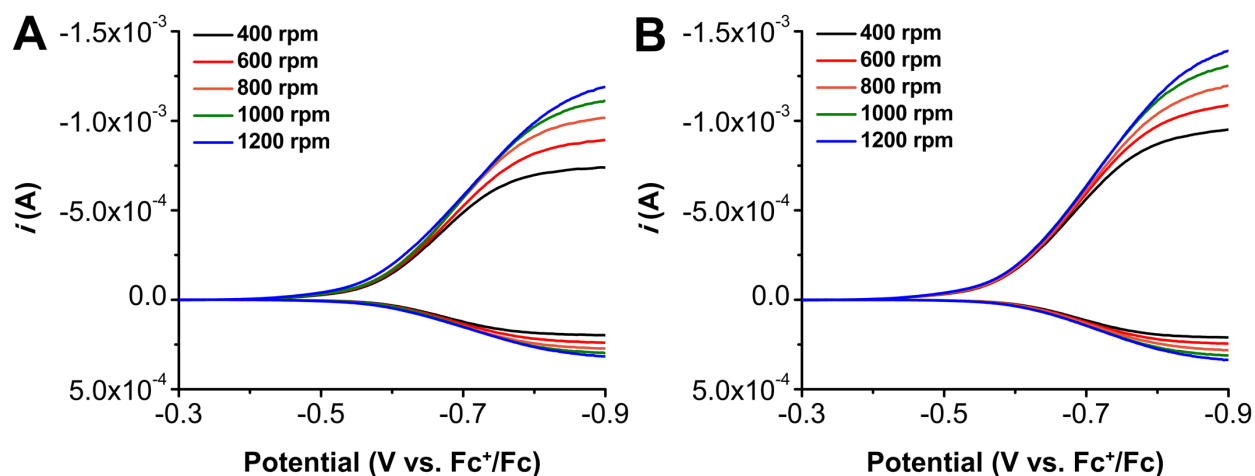 A
-1.5x10⁻³
-1.0x10⁻³
-5.0x10⁻⁴
0.0
5.0x10⁻⁴
i (A)
400 rpm
600 rpm
800 rpm
1000 rpm
1200 rpm
-0.3
-0.5
-0.7
-0.9
Potential (V vs. Fc⁺/Fc)
B
-1.5x10⁻³
-1.0x10⁻³
-5.0x10⁻⁴
0.0
5.0x10⁻⁴
i (A)
400 rpm
600 rpm
800 rpm
1000 rpm
1200 rpm
-0.3
-0.5
-0.7
-0.9
Potential (V vs. Fc⁺/Fc)